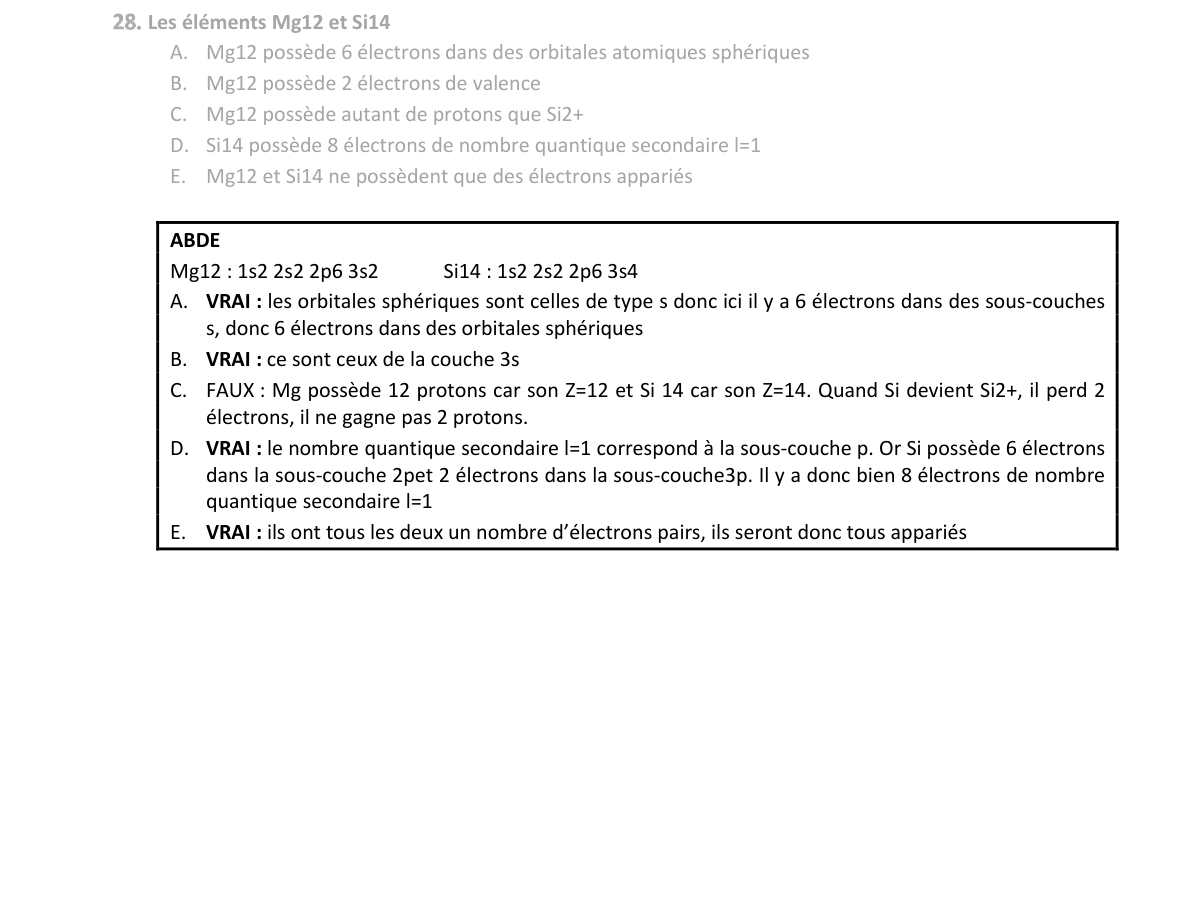 28. Les éléments Mg12 et Si14
A. Mg12 possède 6 électrons dans des orbitales atomiques sphériques
B. Mg12 possède 2 électrons de valence
C. Mg12 possède autant de protons que Si2+
D. Si14 possède 8 électrons de nombre quantique secondaire l=1
E. Mg12 et Si14 ne possèdent que des électrons appariés
ABDE
Mg12 : 1s2 2s2 2p6 3s2 Si14 : 1s2 2s2 2p6 3s4
A. VRAI : les orbitales sphériques sont celles de type s donc ici il y a 6 électrons dans des sous-couches
s, donc 6 électrons dans des orbitales sphériques
B. VRAI : ce sont ceux de la couche 3s
C. FAUX : Mg possède 12 protons car son Z=12 et Si 14 car son Z=14. Quand Si devient Si2+, il perd 2
électrons, il ne gagne pas 2 protons.
D. VRAI : le nombre quantique secondaire l=1 correspond à la sous-couche p. Or Si possède 6 électrons
dans la sous-couche 2pet 2 électrons dans la sous-couche3p. Il y a donc bien 8 électrons de nombre
quantique secondaire l=1
E. VRAI : ils ont tous les deux un nombre d’électrons pairs, ils seront donc tous appariés